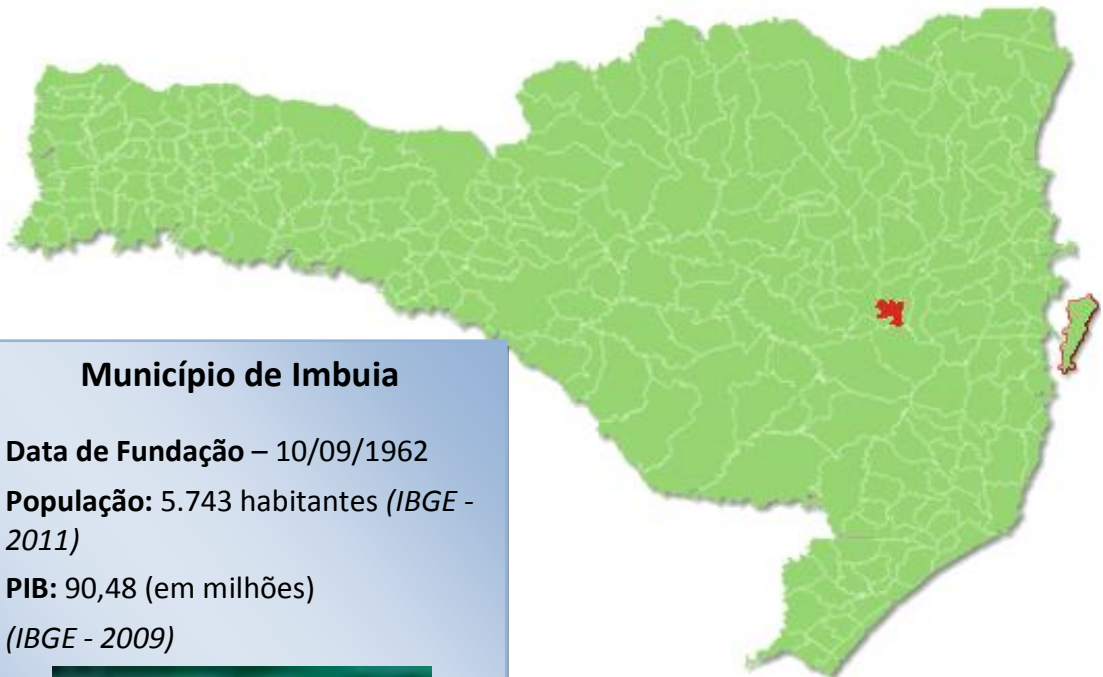 Município de Imbuia
Data de Fundação – 10/09/1962
População: 5.743 habitantes (IBGE -
2011)
PIB: 90,48 (em milhões)
(IBGE - 2009)